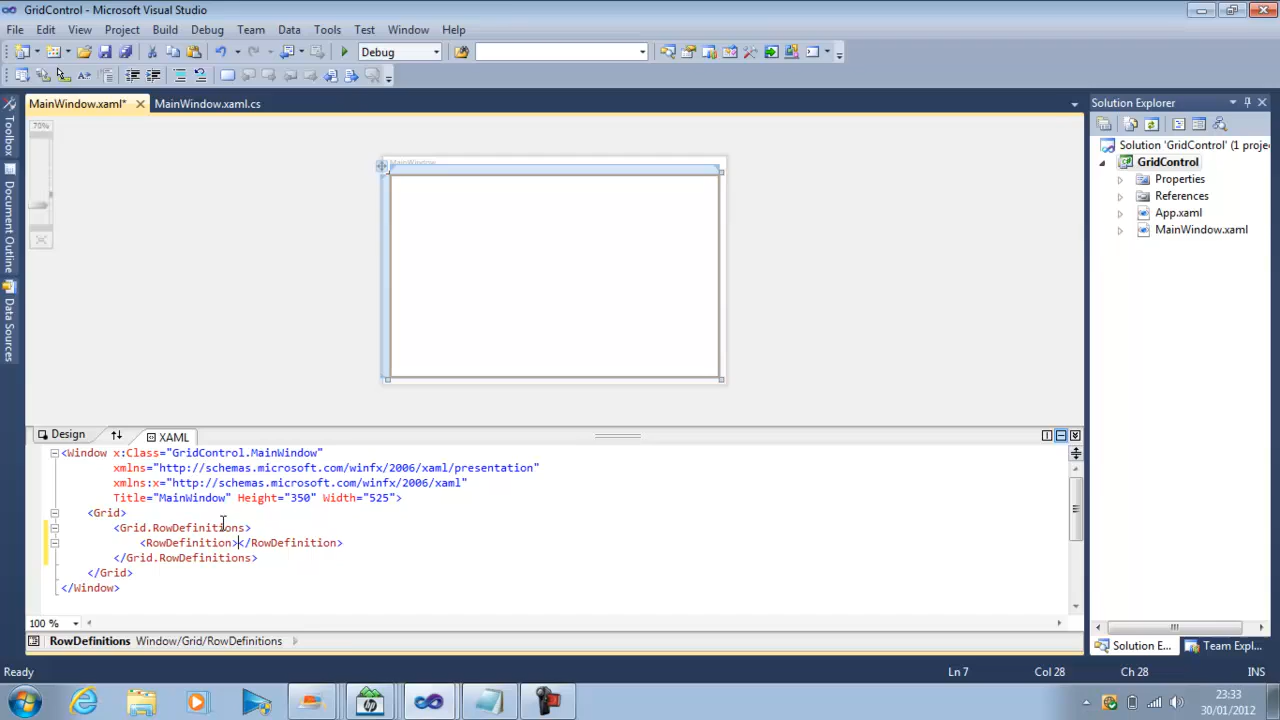 GridControl - Microsoft Visual Studio
File Edit View Project Build Debug Team Data Tools Test Window Help
Debug
MainWindow.xaml* MainWindow.xaml.cs
Solution Explorer
Toolbox
Document Outline
Data Sources
70%
MainWindow
Solution 'GridControl' (1 projec
GridControl
Properties
References
App.xaml
MainWindow.xaml
Design XAML
<Window x:Class="GridControl.MainWindow"
xmlns="http://schemas.microsoft.com/winfx/2006/xaml/presentation"
xmlns:x="http://schemas.microsoft.com/winfx/2006/xaml"
Title="MainWindow" Height="350" Width="525">
<Grid>
<Grid.RowDefinitions>
<RowDefinition></RowDefinition>
</Grid.RowDefinitions>
</Grid>
</Window>
100 %
RowDefinitions Window/Grid/RowDefinitions
Solution E... Team Expl...
Ready Ln 7 Col 28 Ch 28 INS
hp
23:33
30/01/2012